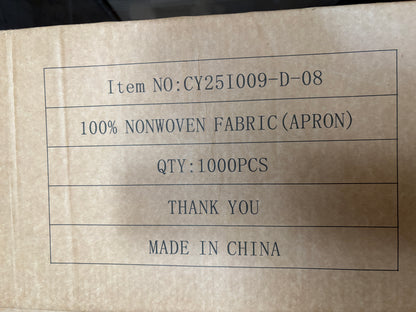 Item NO:CY25I009-D-08
100% NONWOVEN FABRIC(APRON)
QTY:1000PCS
THANK YOU
MADE IN CHINA